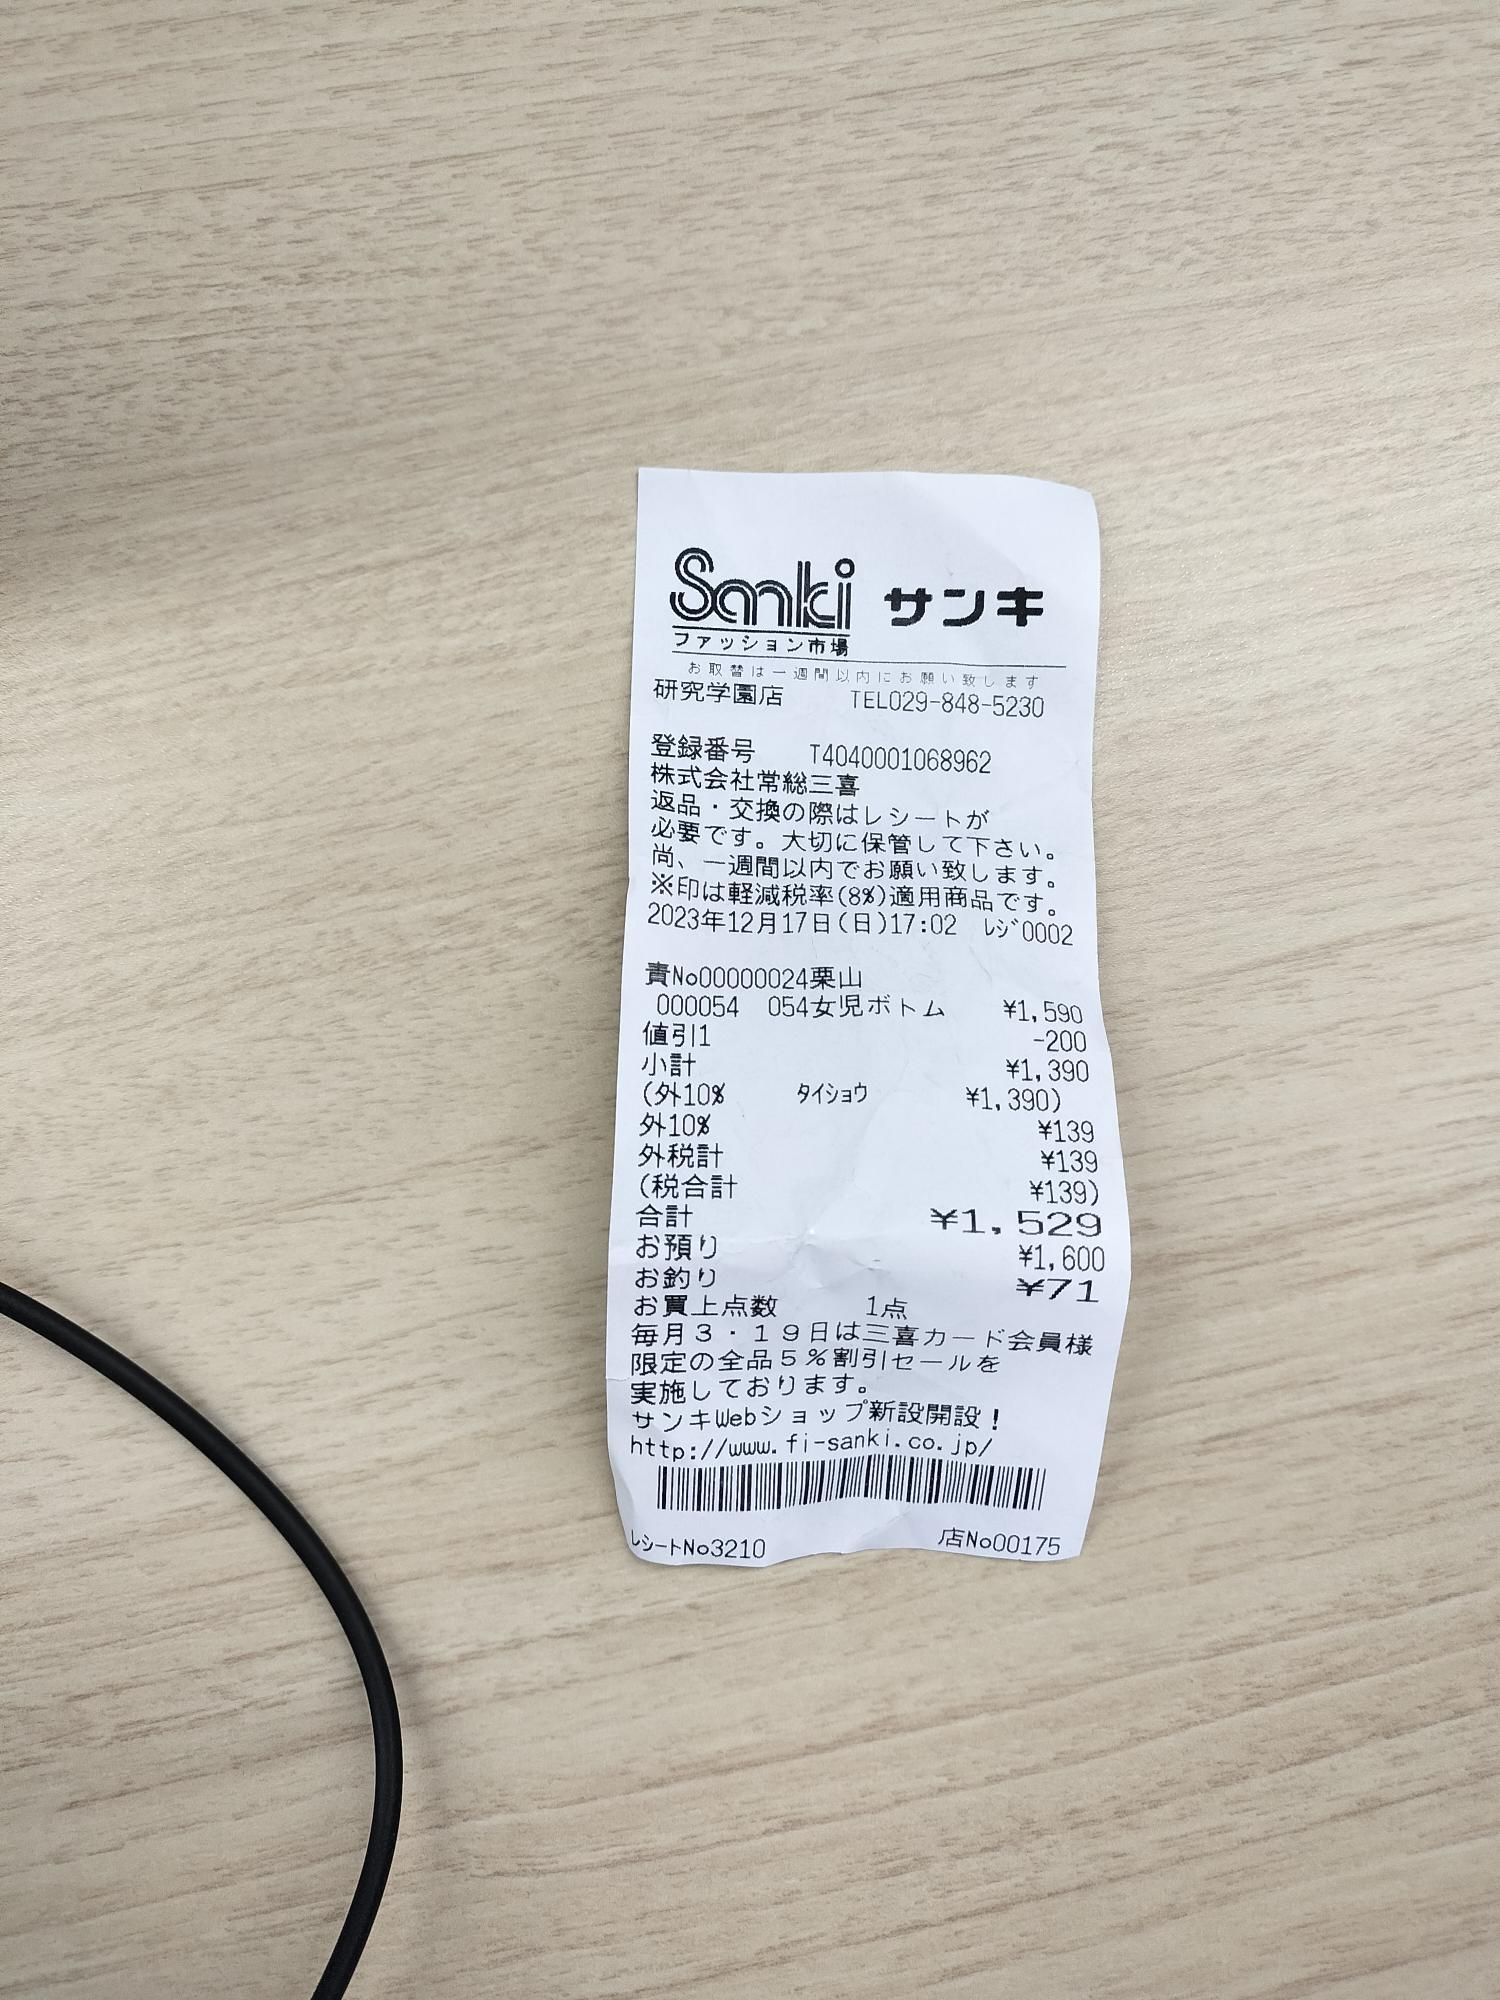 Sanki サンキ
ファッション市場
お取替は一週間以内にお願い致します
研究学園店 TEL029-848-5230
登録番号 T4040001068962
株式会社常総三喜
返品・交換の際はレシートが
必要です。大切に保管して下さい。
尚、一週間以内でお願い致します。
※印は軽減税率(8%)適用商品です。
2023年12月17日(日)17:02 ﾚｼﾞ0002
責No00000024栗山
000054 054女児ボトム ¥1,590
値引1 -200
小計 ¥1,390
(外10% ﾀｲｼｮｳ ¥1,390)
外10% ¥139
外税計 ¥139
(税合計 ¥139)
合計 ¥1,529
お預り ¥1,600
お釣り ¥71
お買上点数 1点
毎月３・１９日は三喜カード会員様
限定の全品５％割引セールを
実施しております。
サンキWebショップ新設開設！
http://www.fi-sanki.co.jp/
ﾚｼｰﾄNo3210 店No00175